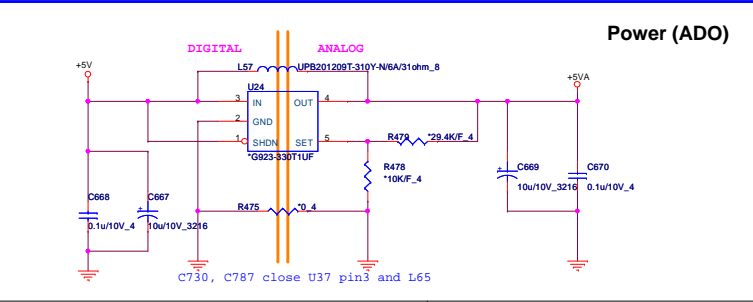 Power (ADO)
DIGITAL
ANALOG
+5V
L57
UPB201209T-310Y-N/6A/31ohm_8
+5VA
U24
3
IN
OUT
4
2
GND
1
SHDN
SET
5
R479
*29.4K/F_4
*G923-330T1UF
R478
*10K/F_4
C669
10u/10V_3216
C670
0.1u/10V_4
C668
0.1u/10V_4
C667
10u/10V_3216
R475
*0_4
+
+
C730, C787 close U37 pin3 and L65